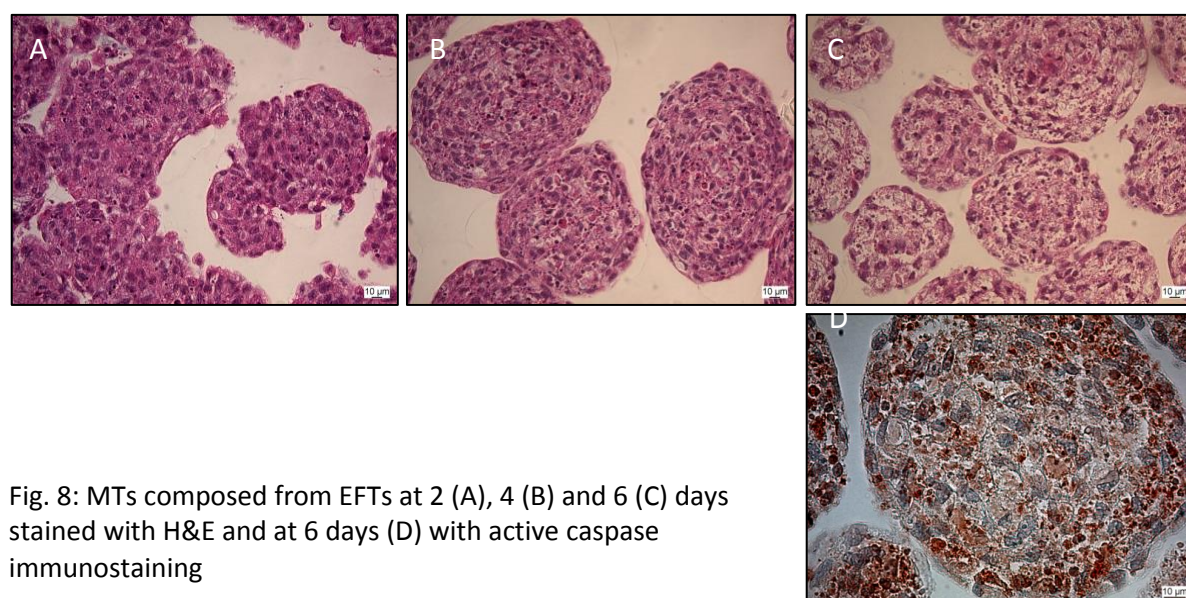 A
B
C
10 µm
10 µm
10 µm
D
10 µm
Fig. 8: MTs composed from EFTs at 2 (A), 4 (B) and 6 (C) days
stained with H&E and at 6 days (D) with active caspase
immunostaining